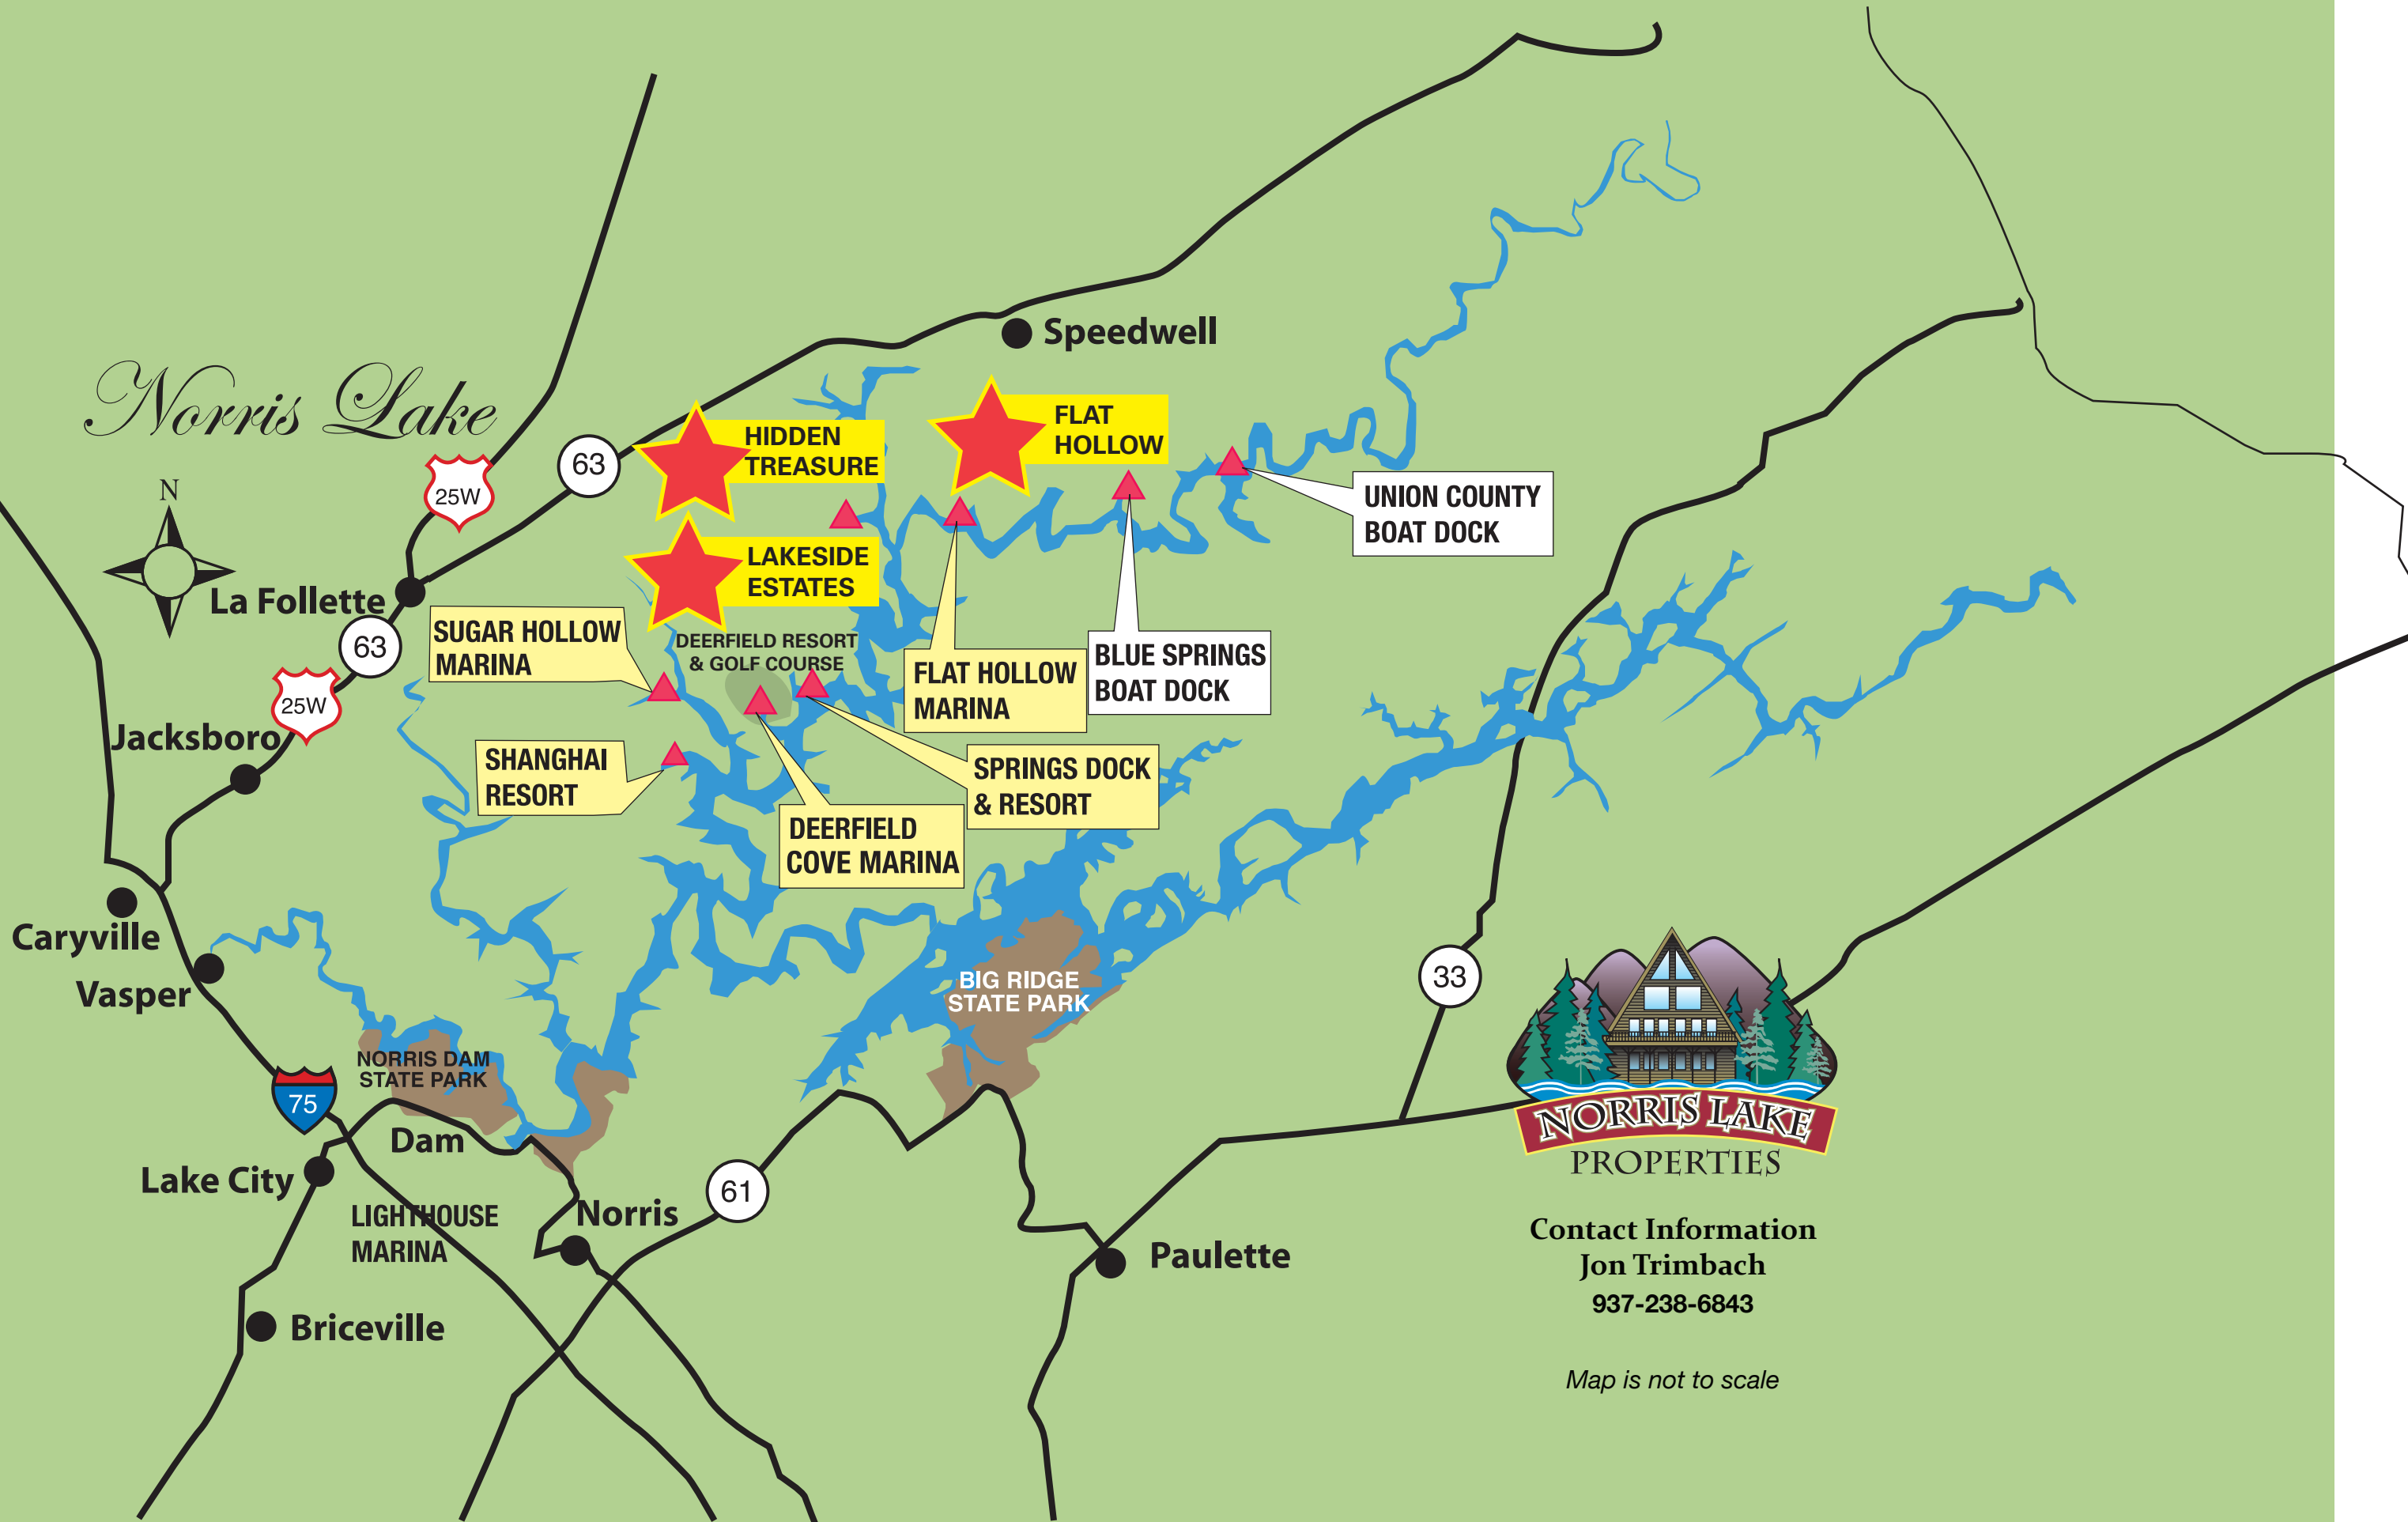 Speedwell
Norris Lake
FLAT
HOLLOW
HIDDEN
TREASURE
63
25W
N
UNION COUNTY
BOAT DOCK
LAKESIDE
ESTATES
La Follette
63
SUGAR HOLLOW
MARINA
DEERFIELD RESORT
& GOLF COURSE
FLAT HOLLOW
MARINA
BLUE SPRINGS
BOAT DOCK
25W
Jacksboro
SHANGHAI
RESORT
SPRINGS DOCK
& RESORT
DEERFIELD
COVE MARINA
Caryville
Vasper
BIG RIDGE
STATE PARK
33
NORRIS DAM
STATE PARK
75
Dam
Lake City
LIGHTHOUSE
MARINA
61
Norris
Paulette
Briceville
NORRIS LAKE
PROPERTIES
Contact Information
Jon Trimbach
937-238-6843
Map is not to scale